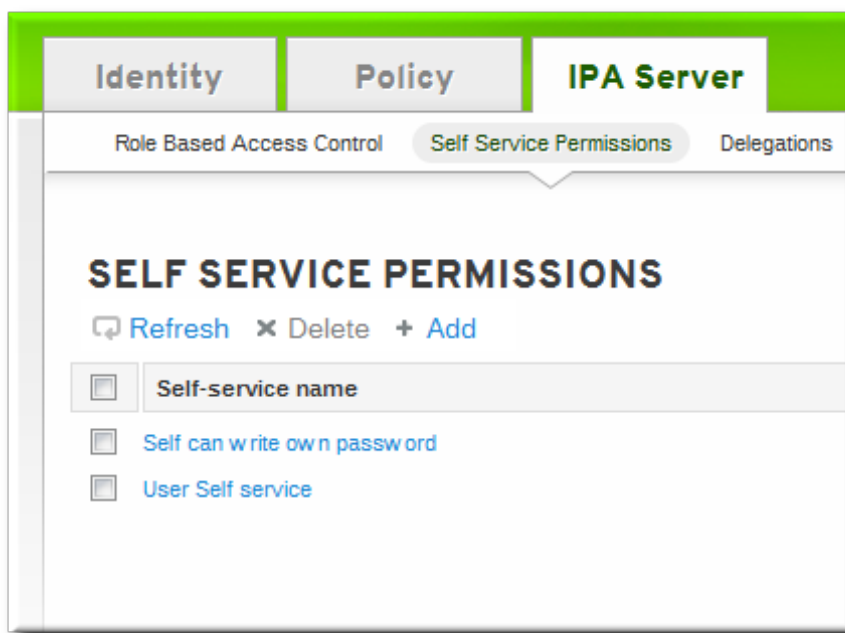 Identity Policy IPA Server
Role Based Access Control Self Service Permissions Delegations
SELF SERVICE PERMISSIONS
Refresh Delete Add
Self-service name
Self can write own password
User Self service